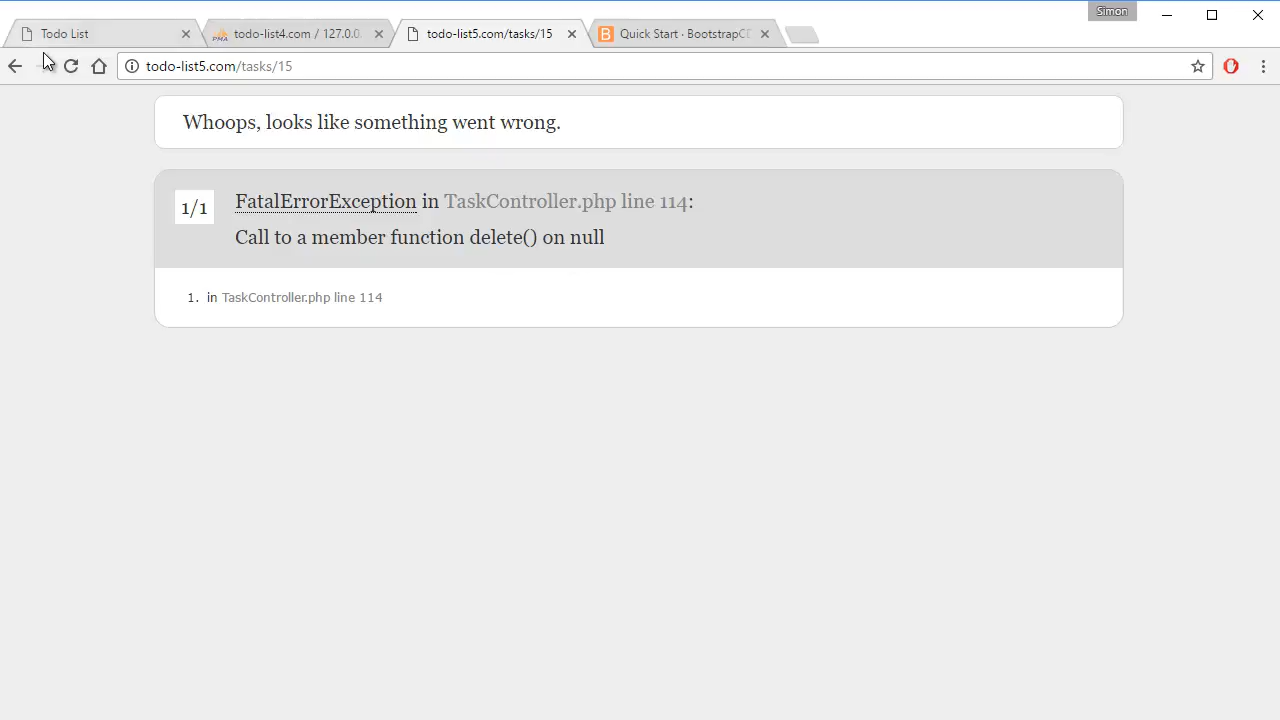 Simon
Todo List
todo-list4.com / 127.0.0.
todo-list5.com/tasks/15
Quick Start · BootstrapCD
todo-list5.com/tasks/15
Whoops, looks like something went wrong.
1/1
FatalErrorException in TaskController.php line 114:
Call to a member function delete() on null
1. in TaskController.php line 114